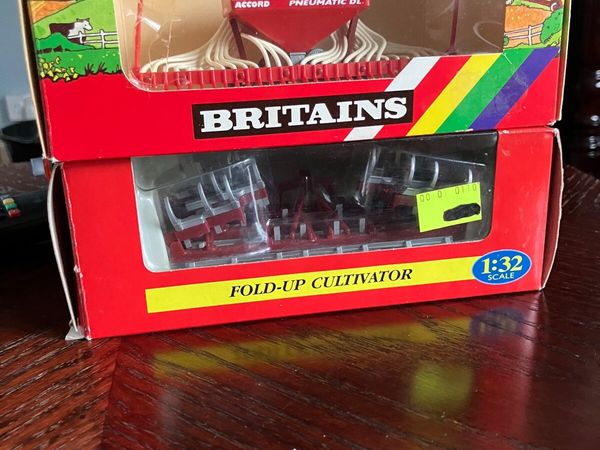 ACCORD PNEUMATIC DL
BRITAINS
FOLD-UP CULTIVATOR
1:32
SCALE